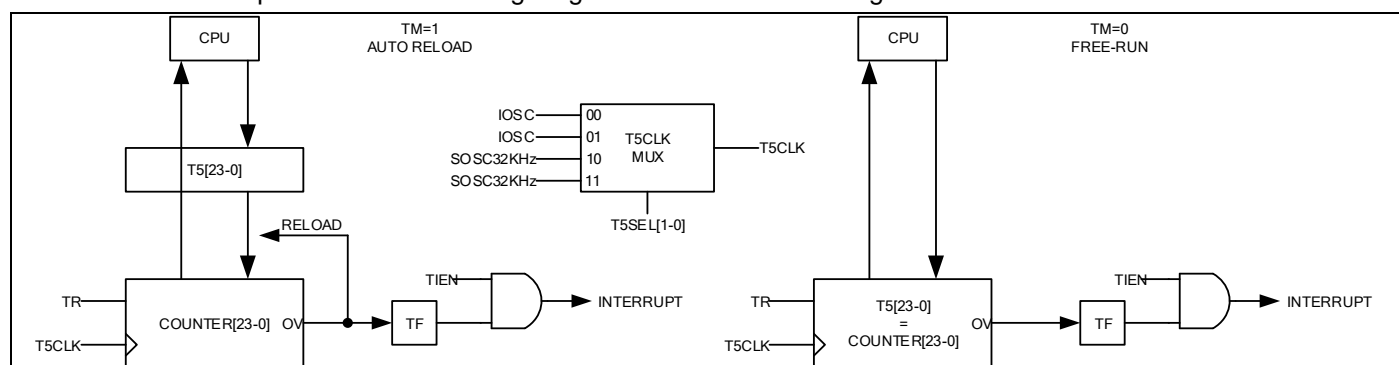 CPU
TM=1
AUTO RELOAD
CPU
TM=0
FREE-RUN
IOSC
00
IOSC
01
SOSC32KHz
10
SOSC32KHz
11
T5CLK
MUX
T5CLK
T5SEL[1-0]
T5[23-0]
RELOAD
TR
T5CLK
COUNTER[23-0]
OV
TF
TIEN
INTERRUPT
TR
T5CLK
T5[23-0]
=
COUNTER[23-0]
OV
TF
TIEN
INTERRUPT